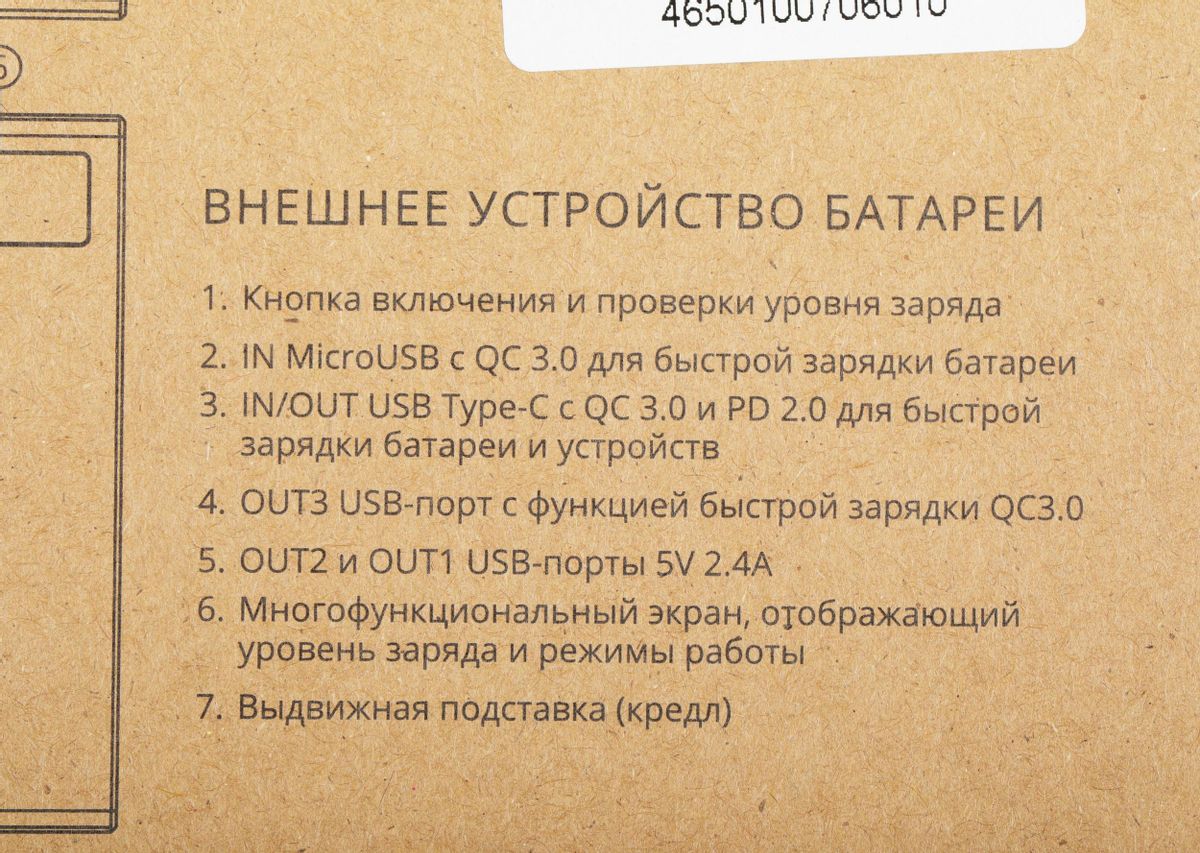 4650100706010
ВНЕШНЕЕ УСТРОЙСТВО БАТАРЕИ
1. Кнопка включения и проверки уровня заряда
2. IN MicroUSB с QC 3.0 для быстрой зарядки батареи
3. IN/OUT USB Type-C с QC 3.0 и PD 2.0 для быстрой
зарядки батареи и устройств
4. OUT3 USB-порт с функцией быстрой зарядки QC3.0
5. OUT2 и OUT1 USB-порты 5V 2.4A
6. Многофункциональный экран, отображающий
уровень заряда и режимы работы
7. Выдвижная подставка (кредл)